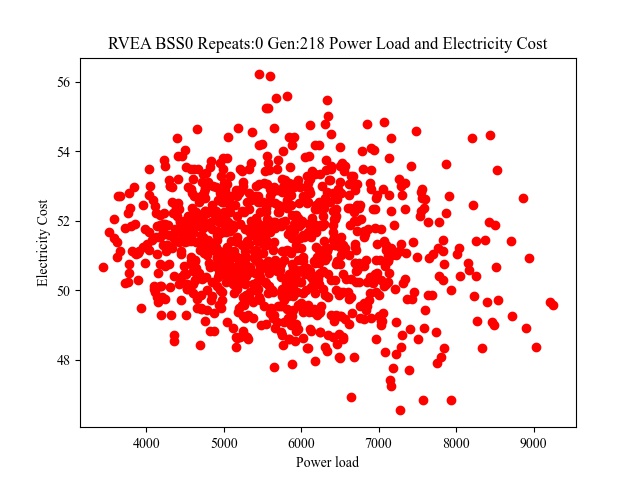 RVEA BSS0 Repeats:0 Gen:218 Power Load and Electricity Cost
56
54
52
50
48
Electricity Cost
4000 5000 6000 7000 8000 9000
Power load